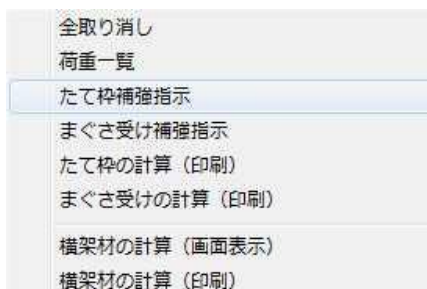 全取り消し
荷重一覧
たて枠補強指示
まぐさ受け補強指示
たて枠の計算（印刷）
まぐさ受けの計算（印刷）
横架材の計算（画面表示）
横架材の計算（印刷）